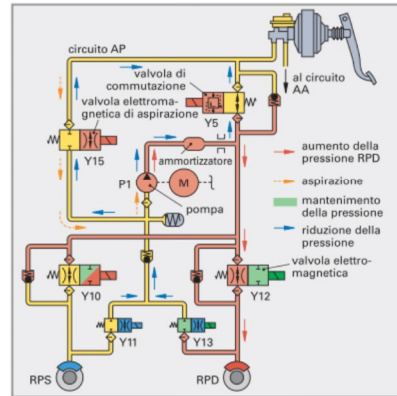 circuito AP
al circuito
AA
valvola di
commutazione
Y5
valvola elettroma-
gnetica di aspirazione
Y15
ammortizzatore
P1
M
pompa
aumento della
pressione RPD
aspirazione
mantenimento
della pressione
riduzione della
pressione
valvola elettro-
magnetica
Y10
Y12
Y11
Y13
RPS
RPD